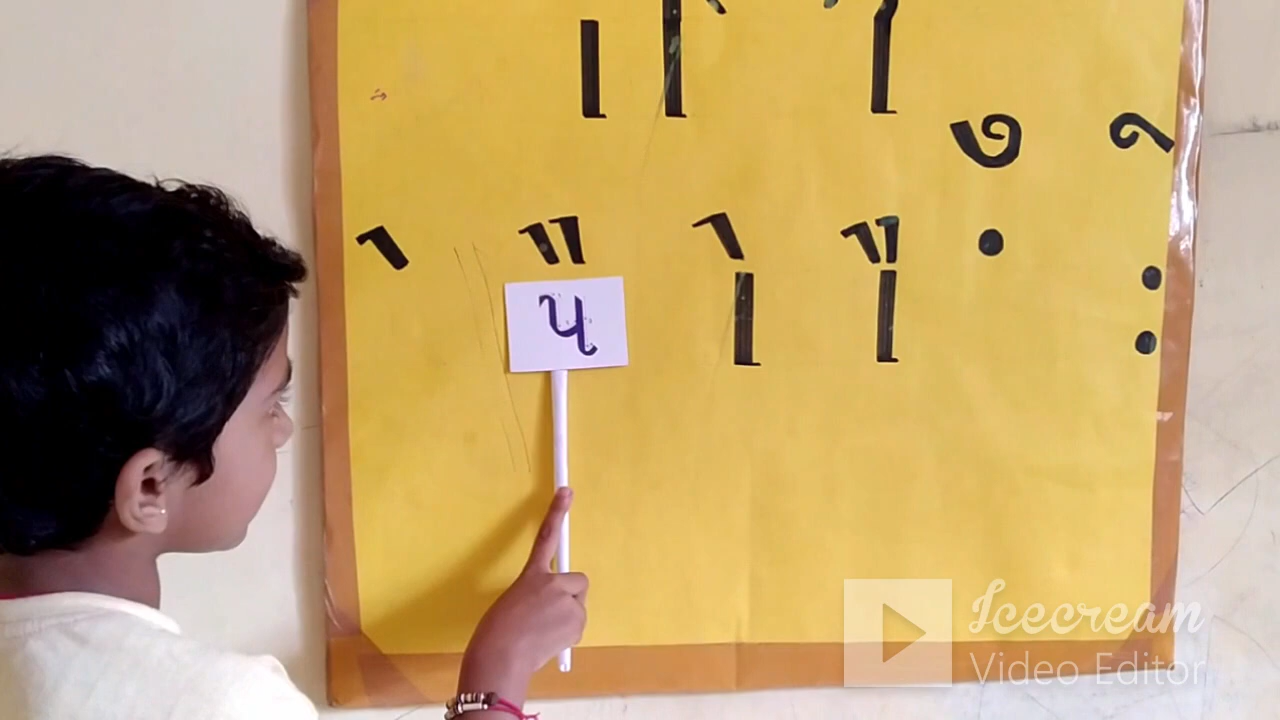 ા િ ી ુ ૂ
ે ૈ ો ૌ ં ઃ
પ
Icecream
Video Editor